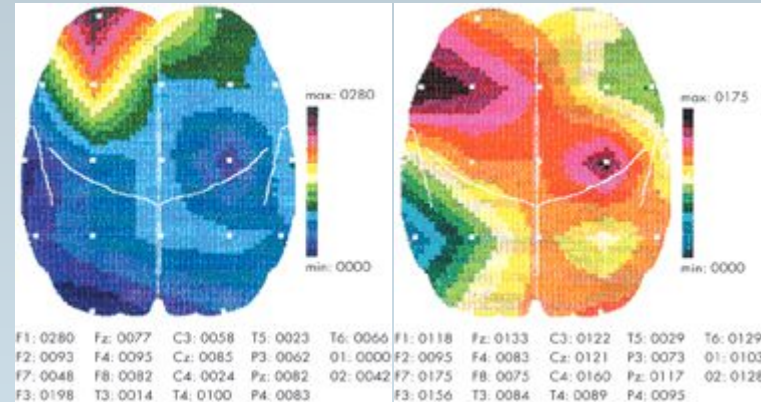 max: 0280
min: 0000
F1: 0280 Fz: 0077 C3: 0058 T5: 0023 T6: 0066
F2: 0093 F4: 0095 Cz: 0085 P3: 0062 01: 0000
F7: 0048 F8: 0082 C4: 0024 Pz: 0082 02: 0042
F3: 0198 T3: 0014 T4: 0100 P4: 0083
max: 0175
min: 0000
F1: 0118 Fz: 0133 C3: 0122 T5: 0029 T6: 0129
F2: 0095 F4: 0083 Cz: 0121 P3: 0073 01: 0103
F7: 0175 F8: 0075 C4: 0160 Pz: 0117 02: 0128
F3: 0156 T3: 0084 T4: 0089 P4: 0095